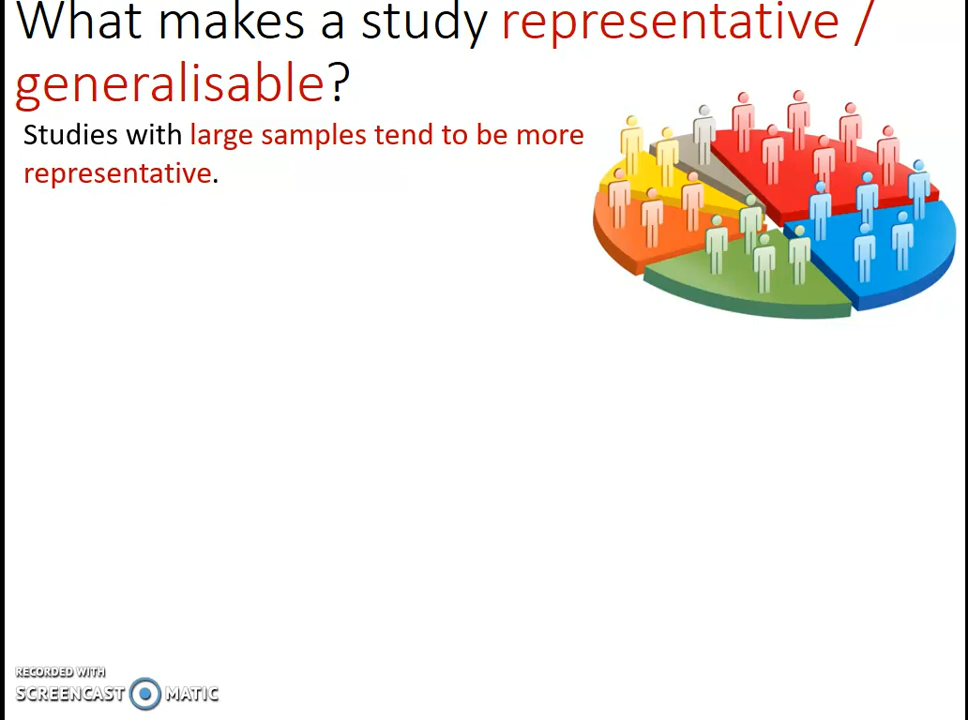 What makes a study representative /
generalisable?
Studies with large samples tend to be more
representative.
RECORDED WITH
SCREENCAST MATIC